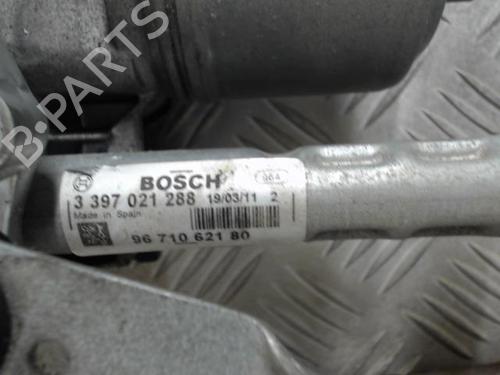 B-PARTS
BOSCH
3 397 021 288 19/03/11 2
Made in Spain
96 710 621 80